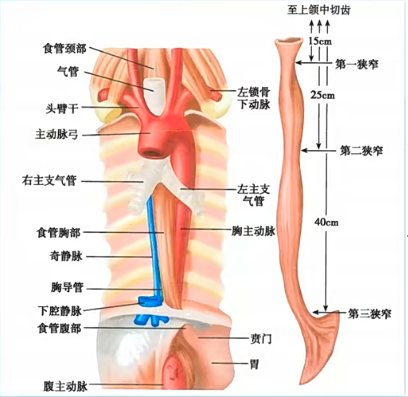 至上颌中切齿
食管颈部
15cm
气管
第一狭窄
左锁骨
下动脉
25cm
头臂干
主动脉弓
第二狭窄
右主支气管
左主支
气管
40cm
食管胸部
胸主动脉
奇静脉
胸导管
下腔静脉
第三狭窄
食管腹部
贲门
胃
腹主动脉